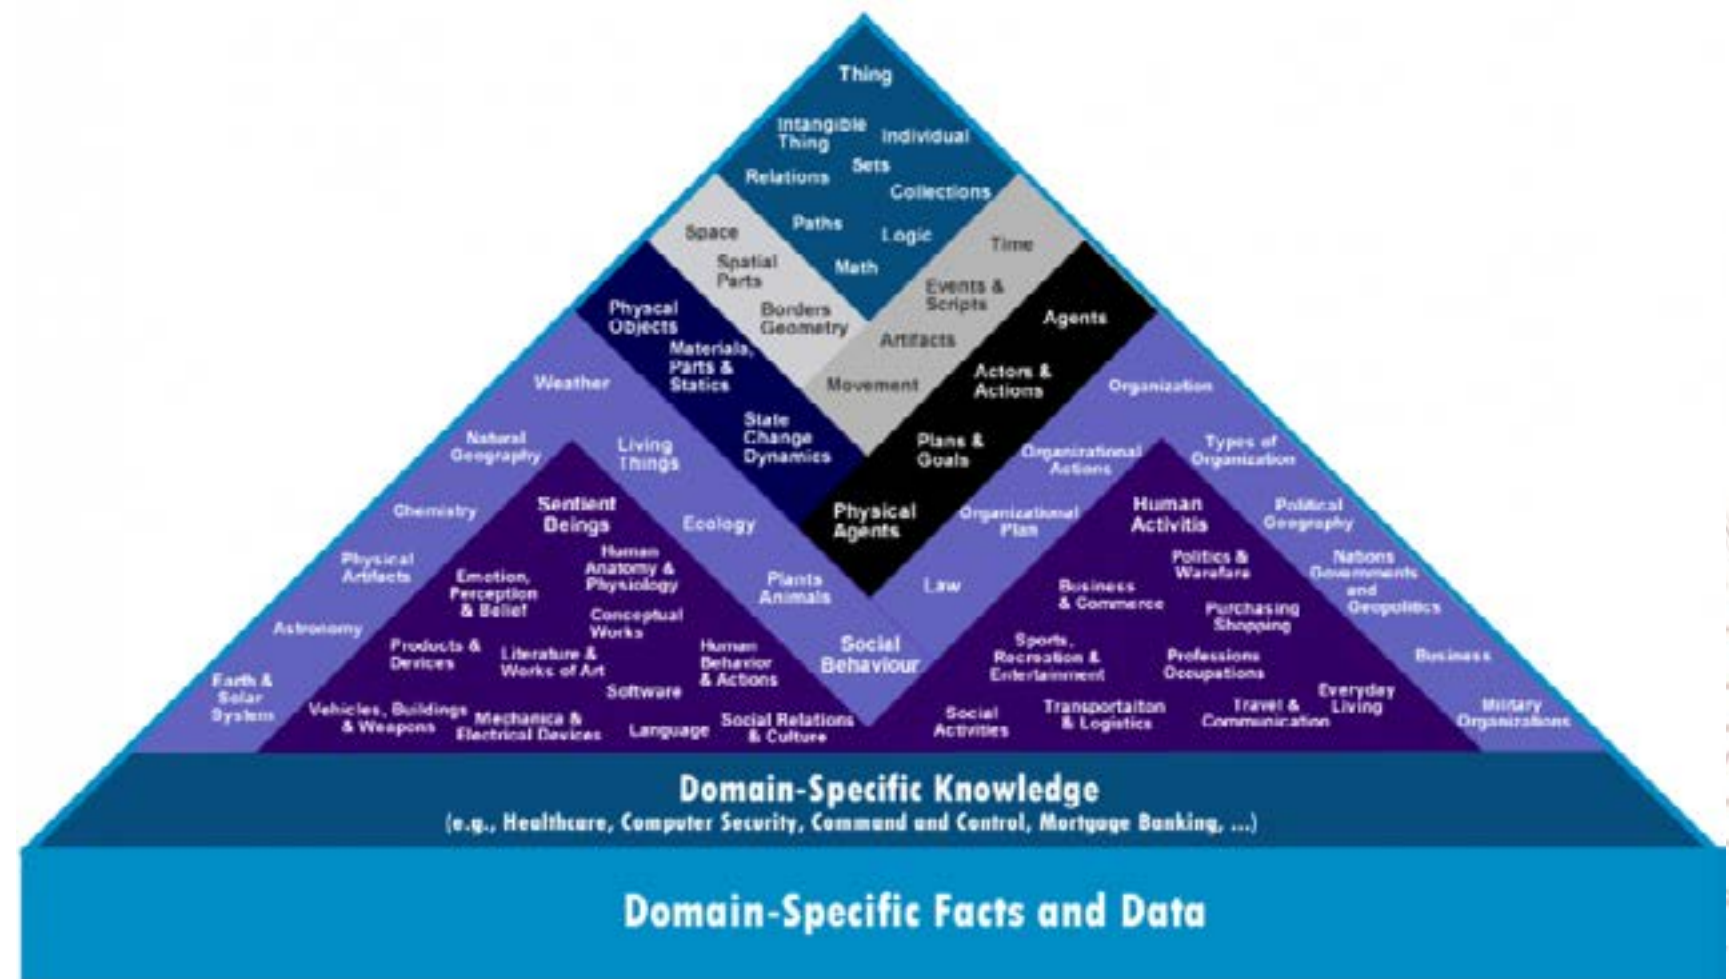 Thing
Intangible
Thing
Individual
Sets
Relations
Collections
Paths
Logic
Math
Space
Spatial
Parts
Borders
Geometry
Time
Events &
Scripts
Artifacts
Movement
Physcal
Objects
Materials,
Parts &
Statics
State
Change
Dynamics
Agents
Actors &
Actions
Plans &
Goals
Physical
Agents
Weather
Natural
Geography
Living
Things
Chemistry
Ecology
Physical
Artifacts
Plants
Animals
Astronomy
Social
Behaviour
Earth &
Solar
System
Organization
Organizational
Actions
Types of
Organization
Organizational
Plan
Political
Geography
Law
Nations
Governments
and
Geopolitics
Business
Military
Organizations
Sentient
Beings
Human
Anatomy &
Physiology
Emotion,
Perception
& Belief
Conceptual
Works
Products &
Devices
Literature &
Works of Art
Human
Behavior
& Actions
Software
Vehicles, Buildings
& Weapons
Mechanica &
Electrical Devices
Language
Social Relations
& Culture
Human
Activitis
Politics &
Warafare
Business
& Commerce
Purchasing
Shopping
Sports,
Recreation &
Entertainment
Professions
Occupations
Everyday
Living
Social
Activities
Transportaiton
& Logistics
Travel &
Communication
Domain-Specific Knowledge
(e.g., Healthcare, Computer Security, Command and Control, Mortgage Banking, ...)
Domain-Specific Facts and Data